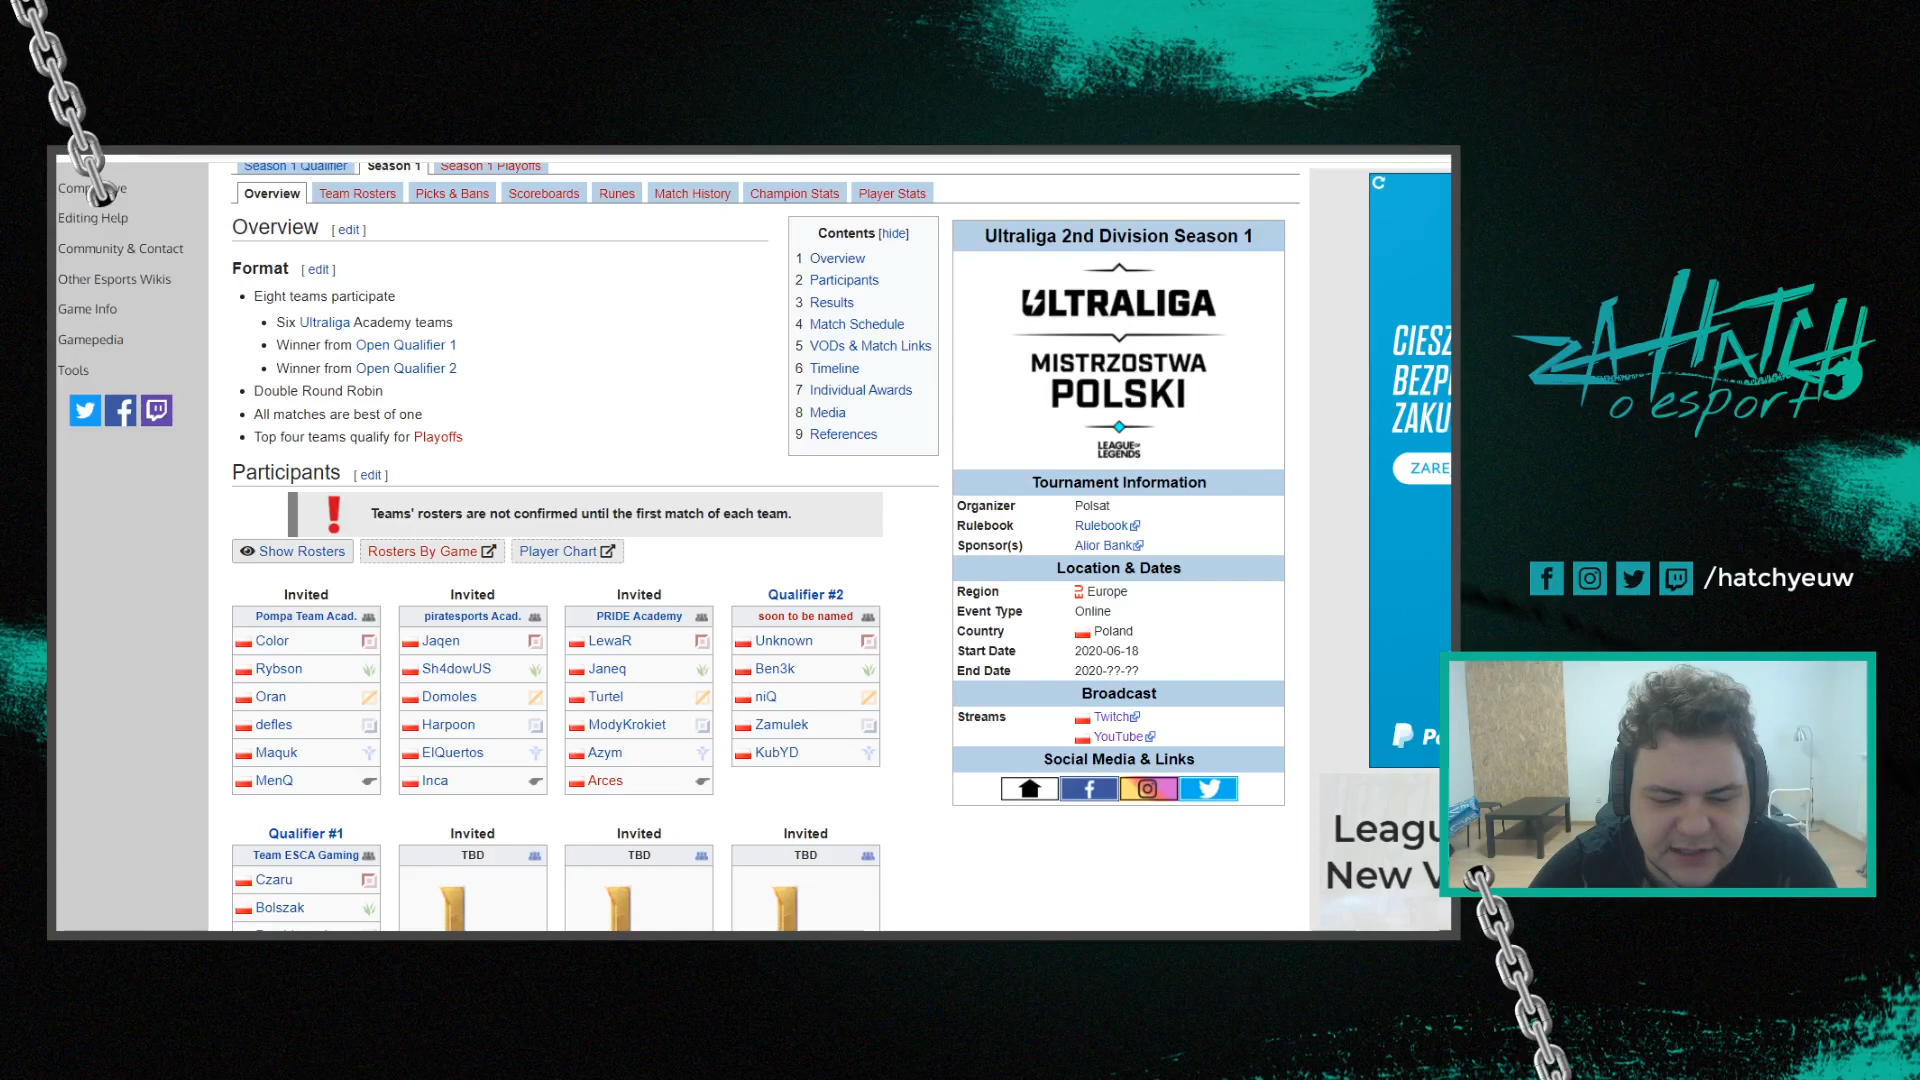 Season 1 Qualifier
Season 1
Season 1 Playoffs
Editing Help
Community & Contact
Other Esports Wikis
Game Info
Gamepedia
Tools
Overview
Team Rosters
Picks & Bans
Scoreboards
Runes
Match History
Champion Stats
Player Stats
Overview [ edit ]
Format [ edit ]
Eight teams participate
Six Ultraliga Academy teams
Winner from Open Qualifier 1
Winner from Open Qualifier 2
Double Round Robin
All matches are best of one
Top four teams qualify for Playoffs
Contents [hide]
1 Overview
2 Participants
3 Results
4 Match Schedule
5 VODs & Match Links
6 Timeline
7 Individual Awards
8 Media
9 References
Participants [ edit ]
Teams' rosters are not confirmed until the first match of each team.
Show Rosters
Rosters By Game
Player Chart
Invited
Pompa Team Acad.
Color
Rybson
Oran
defles
Maquk
MenQ
Invited
piratesports Acad.
Jaqen
Sh4dowUS
Domoles
Harpoon
ElQuertos
Inca
Invited
PRIDE Academy
LewaR
Janeq
Turtel
ModyKrokiet
Azym
Arces
Qualifier #2
soon to be named
Unknown
Ben3k
niQ
Zamulek
KubYD
Qualifier #1
Team ESCA Gaming
Czaru
Bolszak
Invited
TBD
Invited
TBD
Invited
TBD
Ultraliga 2nd Division Season 1
ULTRALIGA
MISTRZOSTWA
POLSKI
LEAGUE OF
LEGENDS
Tournament Information
Organizer Polsat
Rulebook Rulebook
Sponsor(s) Alior Bank
Location & Dates
Region EU Europe
Event Type Online
Country Poland
Start Date 2020-06-18
End Date 2020-??-??
Broadcast
Streams Twitch
YouTube
Social Media & Links
CIESZ
BEZPI
ZAKU
ZARE
Leagu
New V
ZA HATCH
o esport
/hatchyeuw